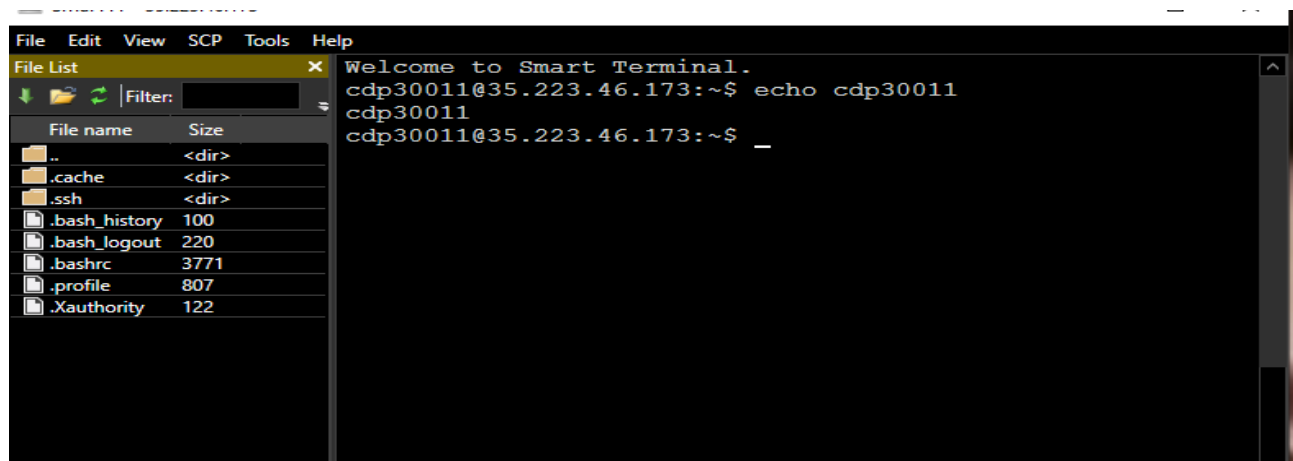 File Edit View SCP Tools Help
File List
Filter:
File name Size
.. <dir>
.cache <dir>
.ssh <dir>
.bash_history 100
.bash_logout 220
.bashrc 3771
.profile 807
.Xauthority 122
Welcome to Smart Terminal.
cdp30011@35.223.46.173:~$ echo cdp30011
cdp30011
cdp30011@35.223.46.173:~$ _